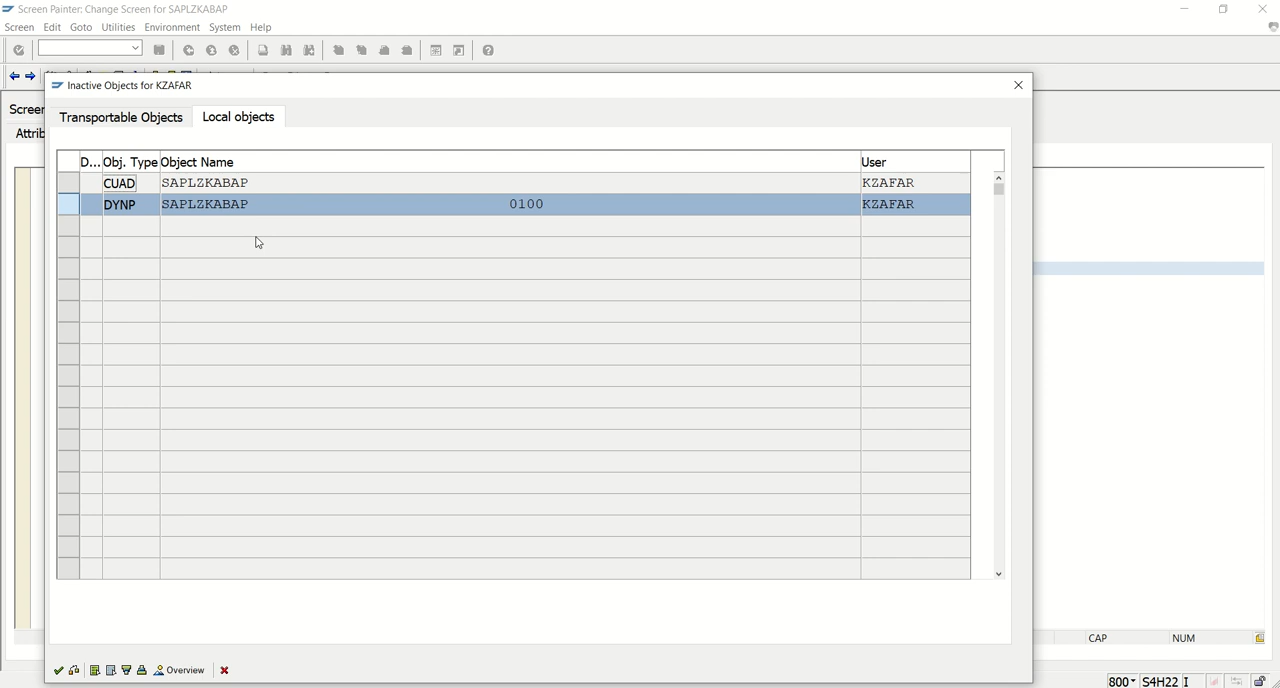 Screen Painter: Change Screen for SAPLZKABAP
Screen Edit Goto Utilities Environment System Help
Inactive Objects for KZAFAR
Screen
Attrib
Transportable Objects Local objects
D... Obj. Type Object Name User
CUAD SAPLZKABAP KZAFAR
DYNP SAPLZKABAP 0100 KZAFAR
CAP NUM
Overview
800 S4H22 I